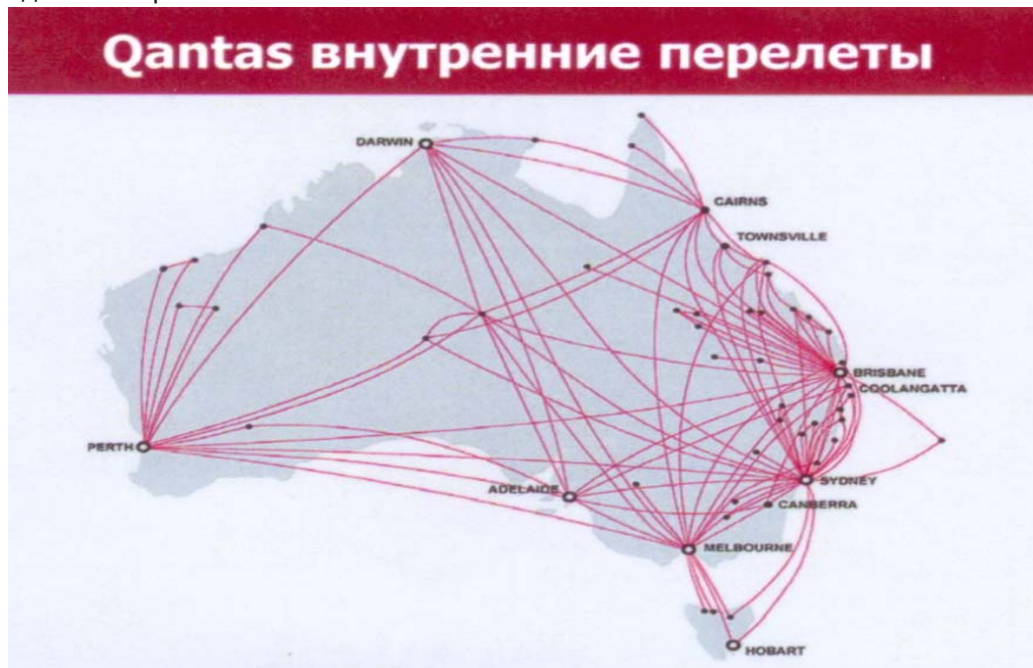 Qantas внутренние перелеты
DARWIN
CAIRNS
TOWNSVILLE
BRISBANE
COOLANGATTA
PERTH
ADELAIDE
SYDNEY
CANBERRA
MELBOURNE
HOBART